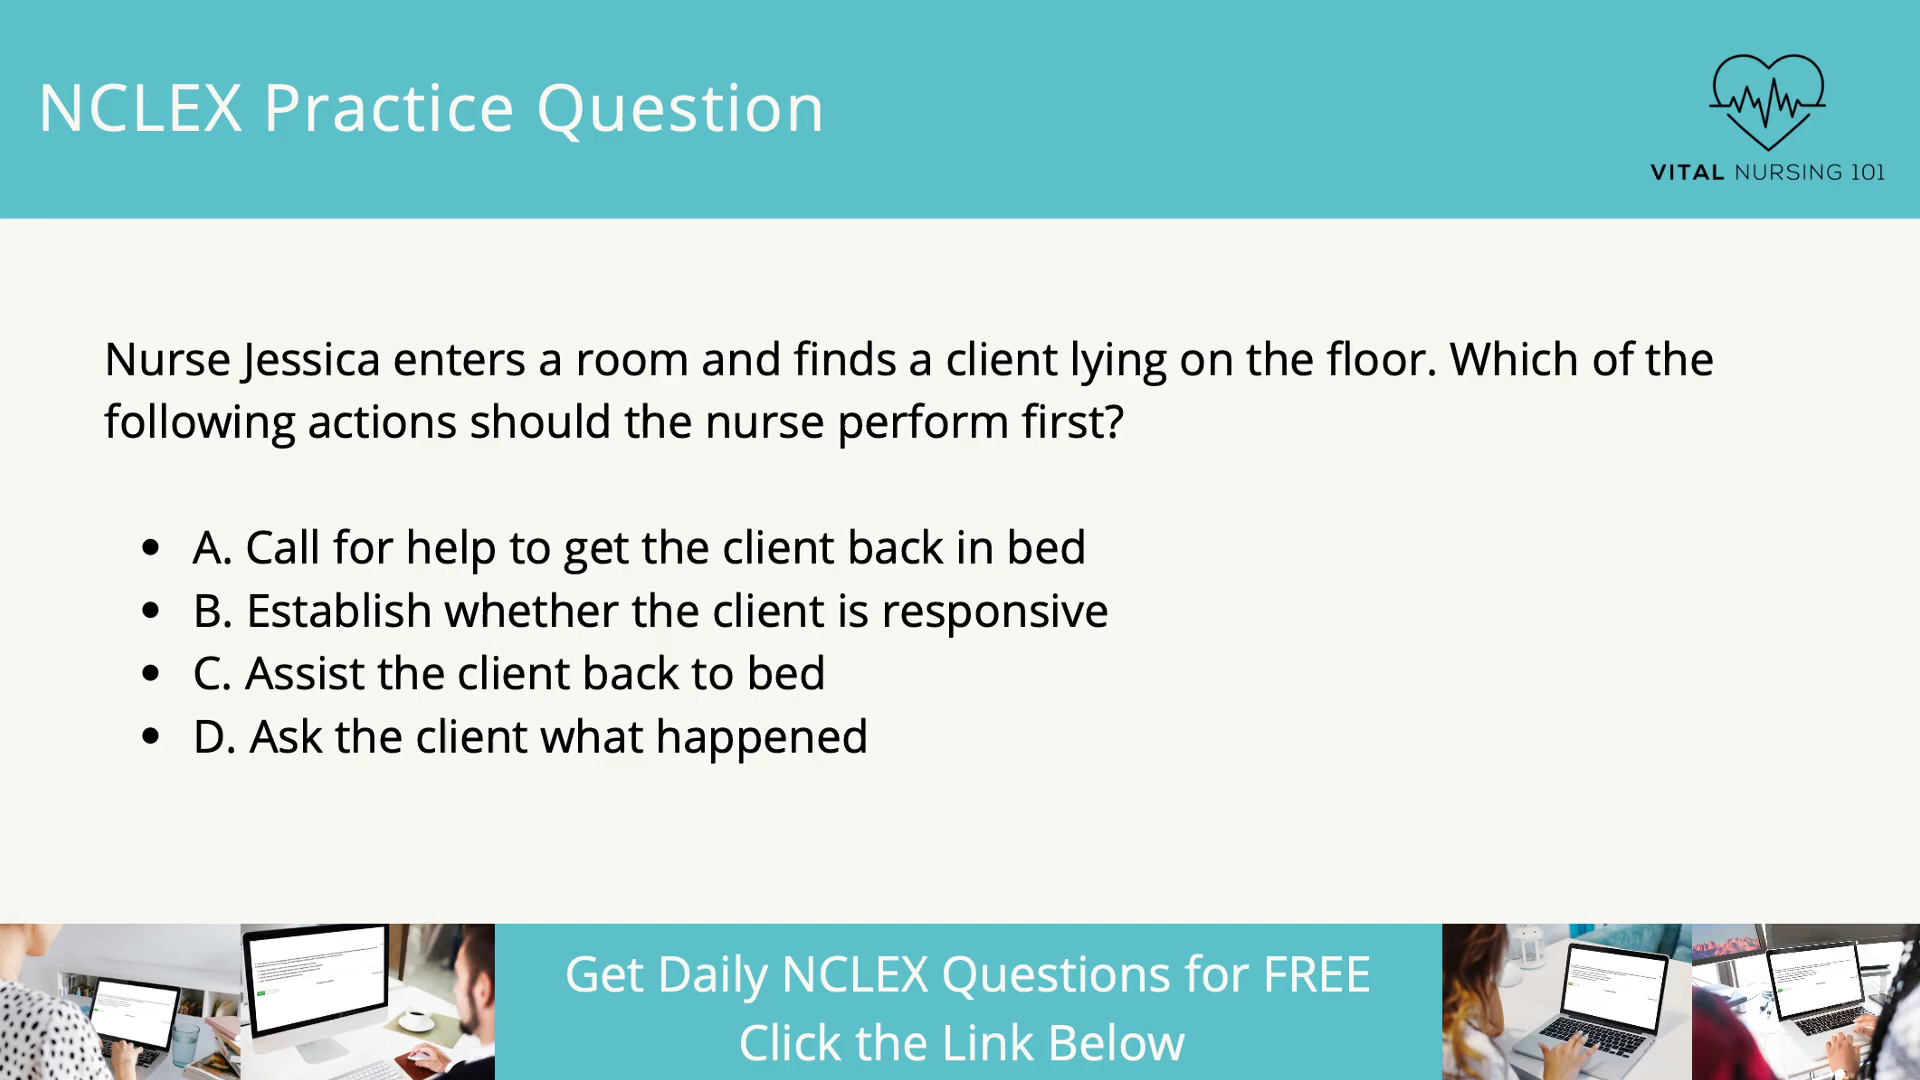 NCLEX Practice Question
VITAL NURSING 101
Nurse Jessica enters a room and finds a client lying on the floor. Which of the
following actions should the nurse perform first?
• A. Call for help to get the client back in bed
• B. Establish whether the client is responsive
• C. Assist the client back to bed
• D. Ask the client what happened
Get Daily NCLEX Questions for FREE
Click the Link Below